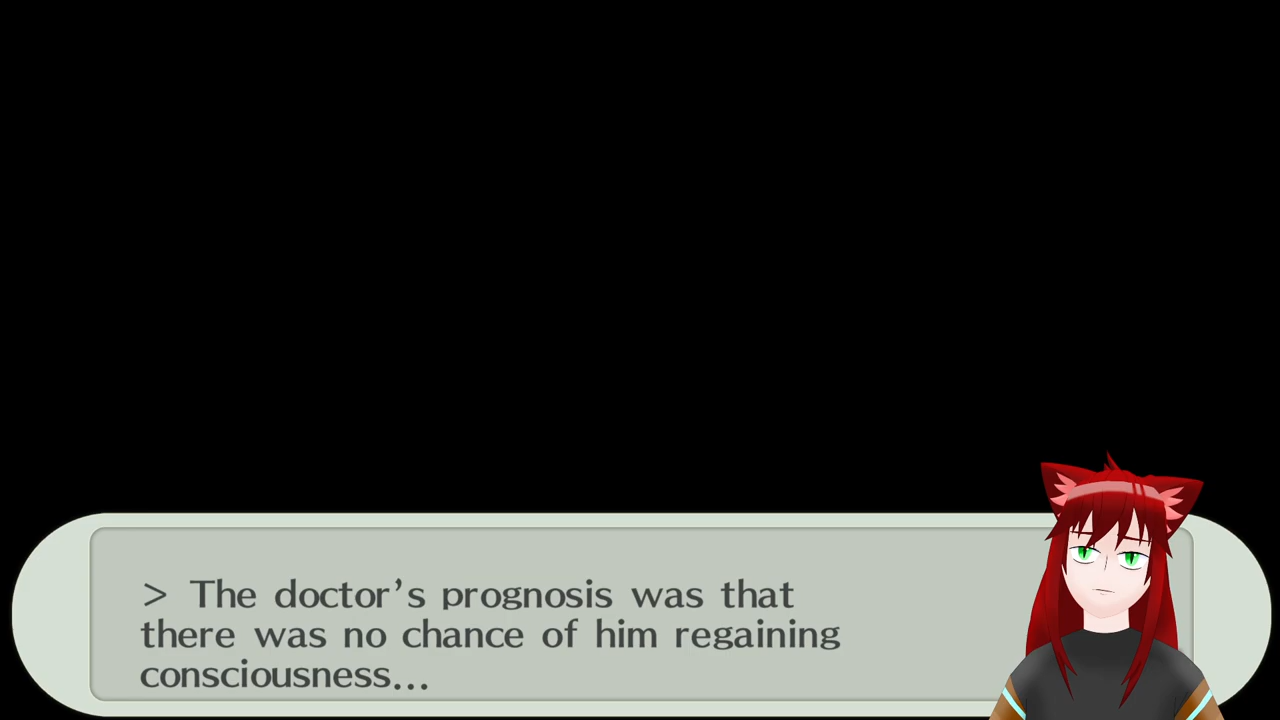 > The doctor’s prognosis was that
there was no chance of him regaining
consciousness...